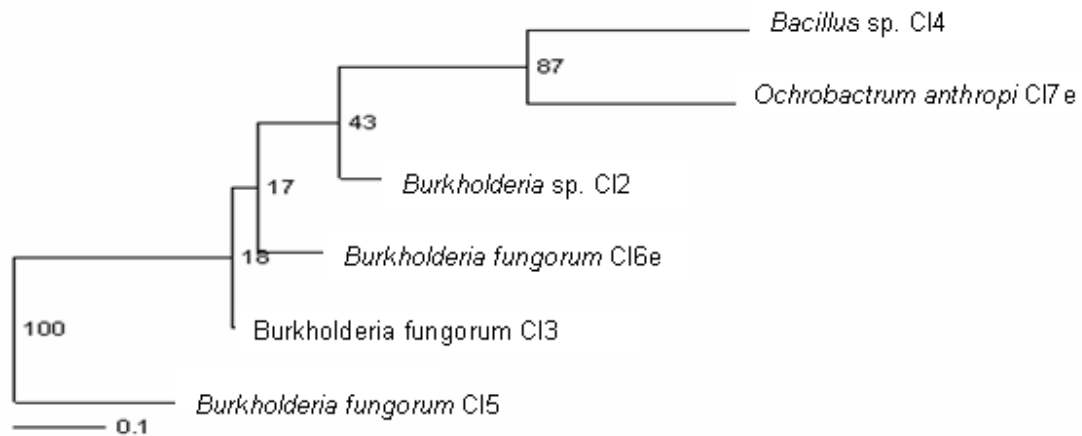 Bacillus sp. CI4
87
Ochrobactrum anthropi CI7e
43
Burkholderia sp. CI2
17
18
Burkholderia fungorum CI6e
100
Burkholderia fungorum CI3
Burkholderia fungorum CI5
0.1